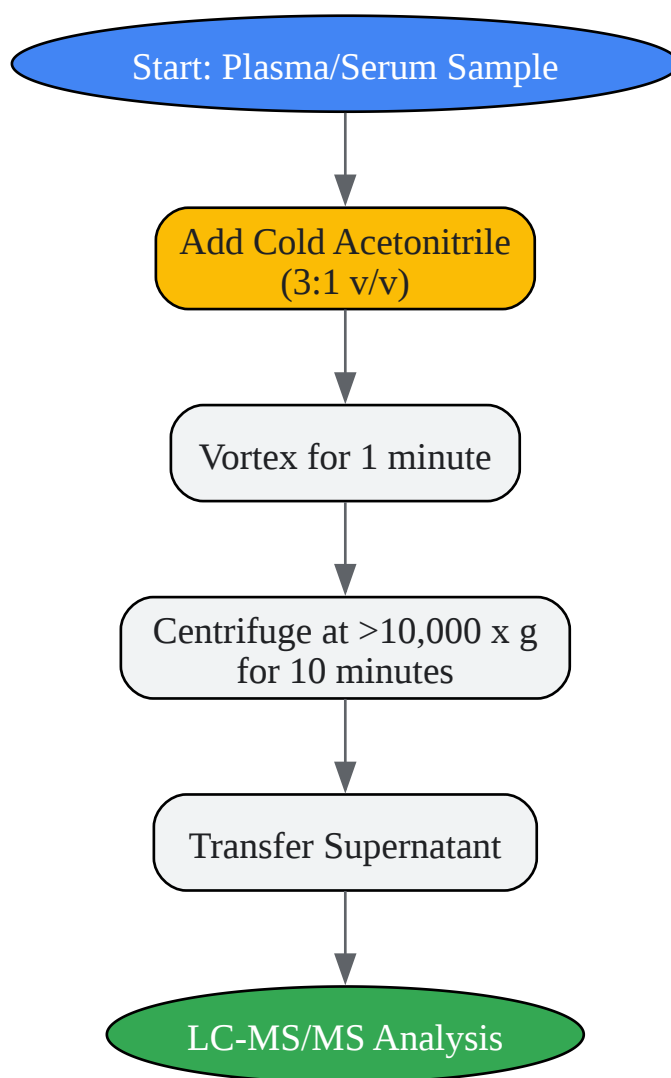 Start: Plasma/Serum Sample
Add Cold Acetonitrile
(3:1 v/v)
Vortex for 1 minute
Centrifuge at >10,000 x g
for 10 minutes
Transfer Supernatant
LC-MS/MS Analysis